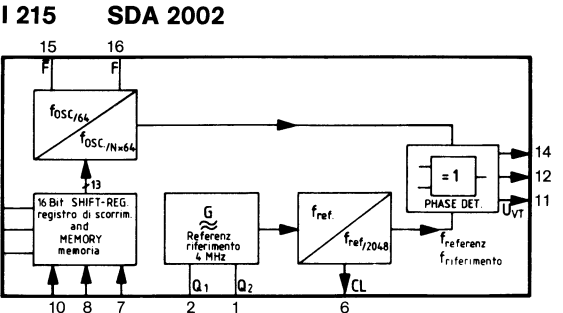 I 215 SDA 2002
15 16
F̅ F
fOSC/64
fOSC./N×64
13
16 Bit SHIFT-REG.
registro di scorrim.
and
MEMORY
memoria
G
≈
Referenz
riferimento
4 MHz
fref.
fref/2048
= 1
PHASE DET.
14
12
11
UVT
freferenz
friferimento
Q1 Q2 CL
10 8 7 2 1 6